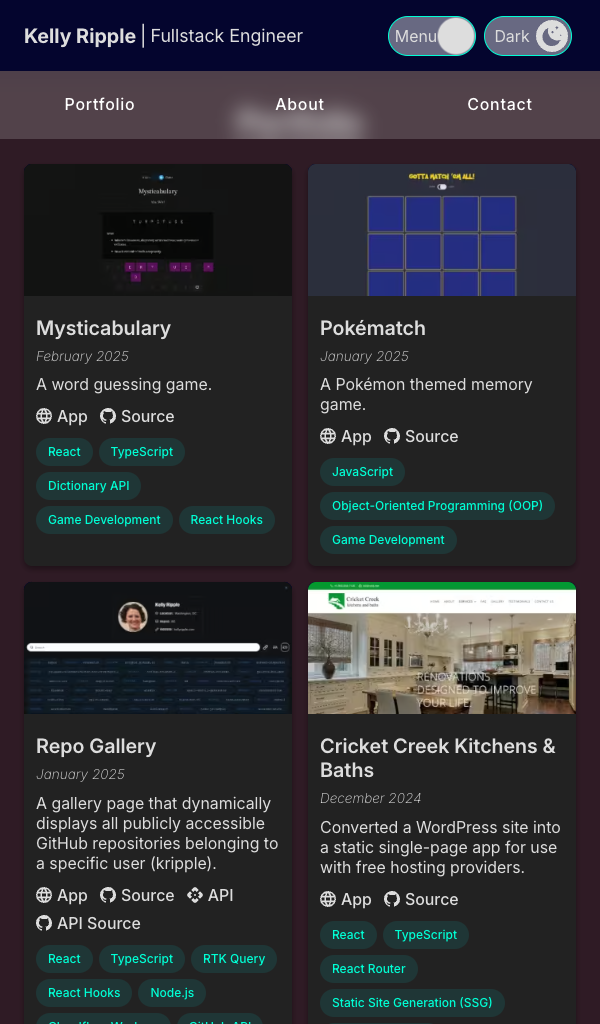 Kelly Ripple | Fullstack Engineer
Menu
Dark
Portfolio
About
Contact
Mysticabulary
GOTTA MATCH 'EM ALL!
Mysticabulary
February 2025
A word guessing game.
App
Source
React
TypeScript
Dictionary API
Game Development
React Hooks
Pokématch
January 2025
A Pokémon themed memory
game.
App
Source
JavaScript
Object-Oriented Programming (OOP)
Game Development
Kelly Ripple
Cricket Creek
RENOVATIONS
DESIGNED TO IMPROVE
YOUR LIFE.
Repo Gallery
January 2025
A gallery page that dynamically
displays all publicly accessible
GitHub repositories belonging to
a specific user (kripple).
App
Source
API
API Source
React
TypeScript
RTK Query
React Hooks
Node.js
Cricket Creek Kitchens &
Baths
December 2024
Converted a WordPress site into
a static single-page app for use
with free hosting providers.
App
Source
React
TypeScript
React Router
Static Site Generation (SSG)